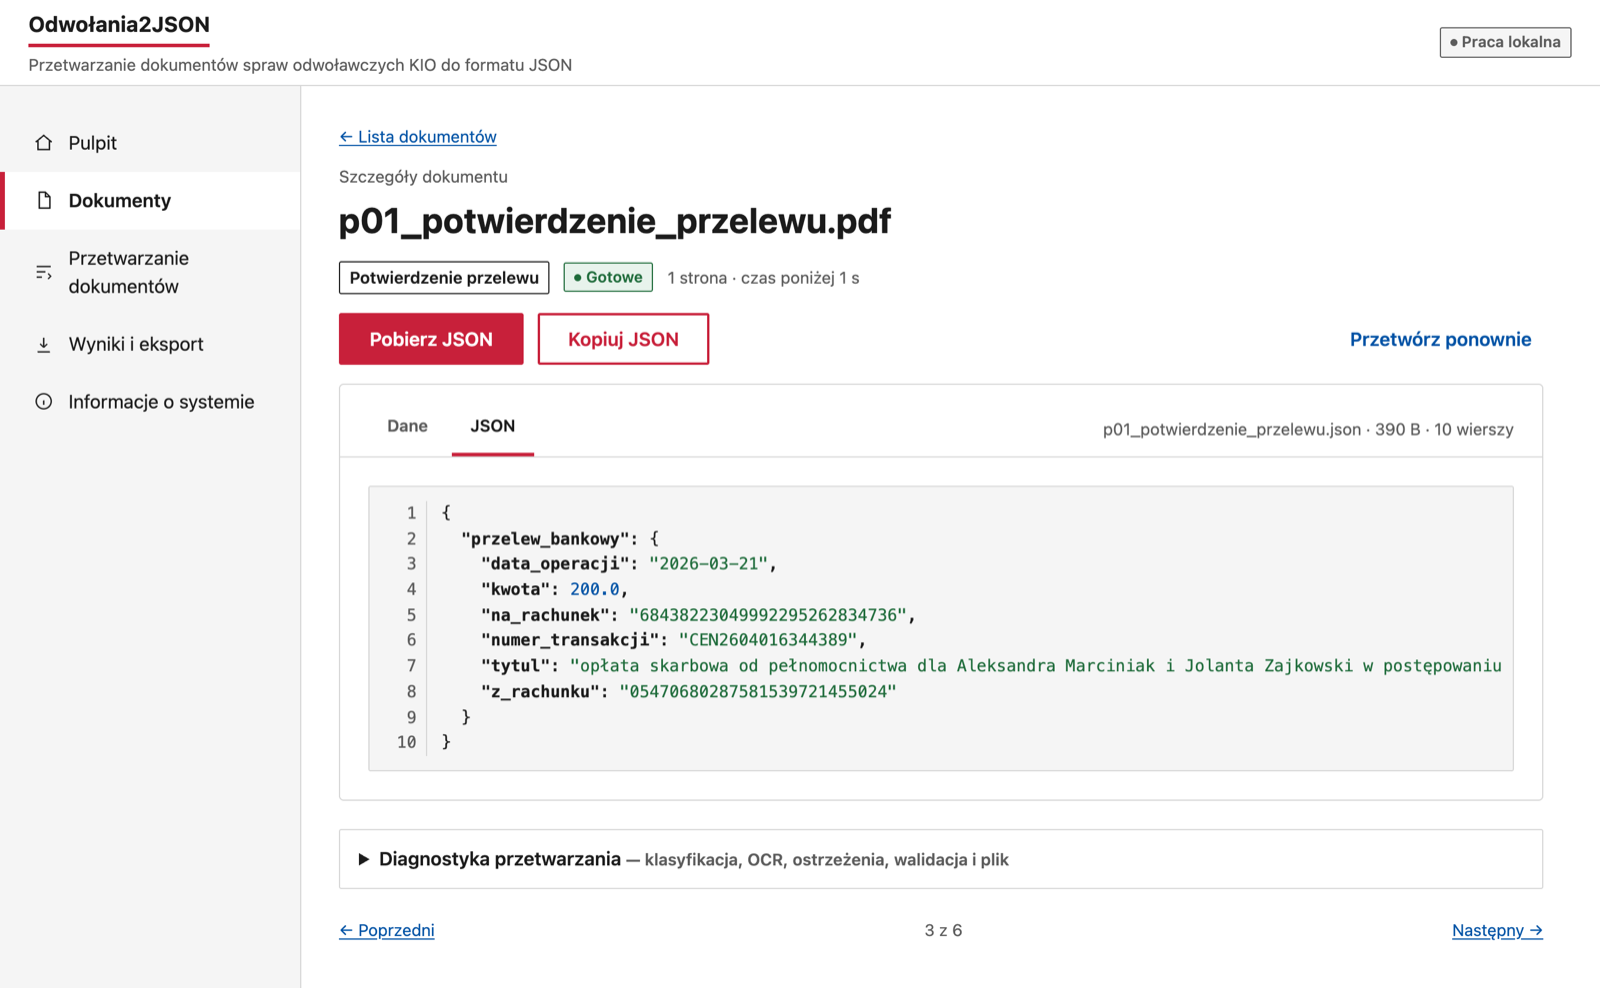 Odwołania2JSON
Przetwarzanie dokumentów spraw odwoławczych KIO do formatu JSON
Praca lokalna
Pulpit
Dokumenty
Przetwarzanie
dokumentów
Wyniki i eksport
Informacje o systemie
← Lista dokumentów
Szczegóły dokumentu
p01_potwierdzenie_przelewu.pdf
Potwierdzenie przelewu
Gotowe
1 strona · czas poniżej 1 s
Pobierz JSON
Kopiuj JSON
Przetwórz ponownie
Dane
JSON
p01_potwierdzenie_przelewu.json · 390 B · 10 wierszy
1 {
2 "przelew_bankowy": {
3 "data_operacji": "2026-03-21",
4 "kwota": 200.0,
5 "na_rachunek": "68438223049992295262834736",
6 "numer_transakcji": "CEN2604016344389",
7 "tytul": "opłata skarbowa od pełnomocnictwa dla Aleksandra Marciniak i Jolanta Zajkowski w postępowaniu
8 "z_rachunku": "05470680287581539721455024"
9 }
10 }
Diagnostyka przetwarzania — klasyfikacja, OCR, ostrzeżenia, walidacja i plik
← Poprzedni
3 z 6
Następny →